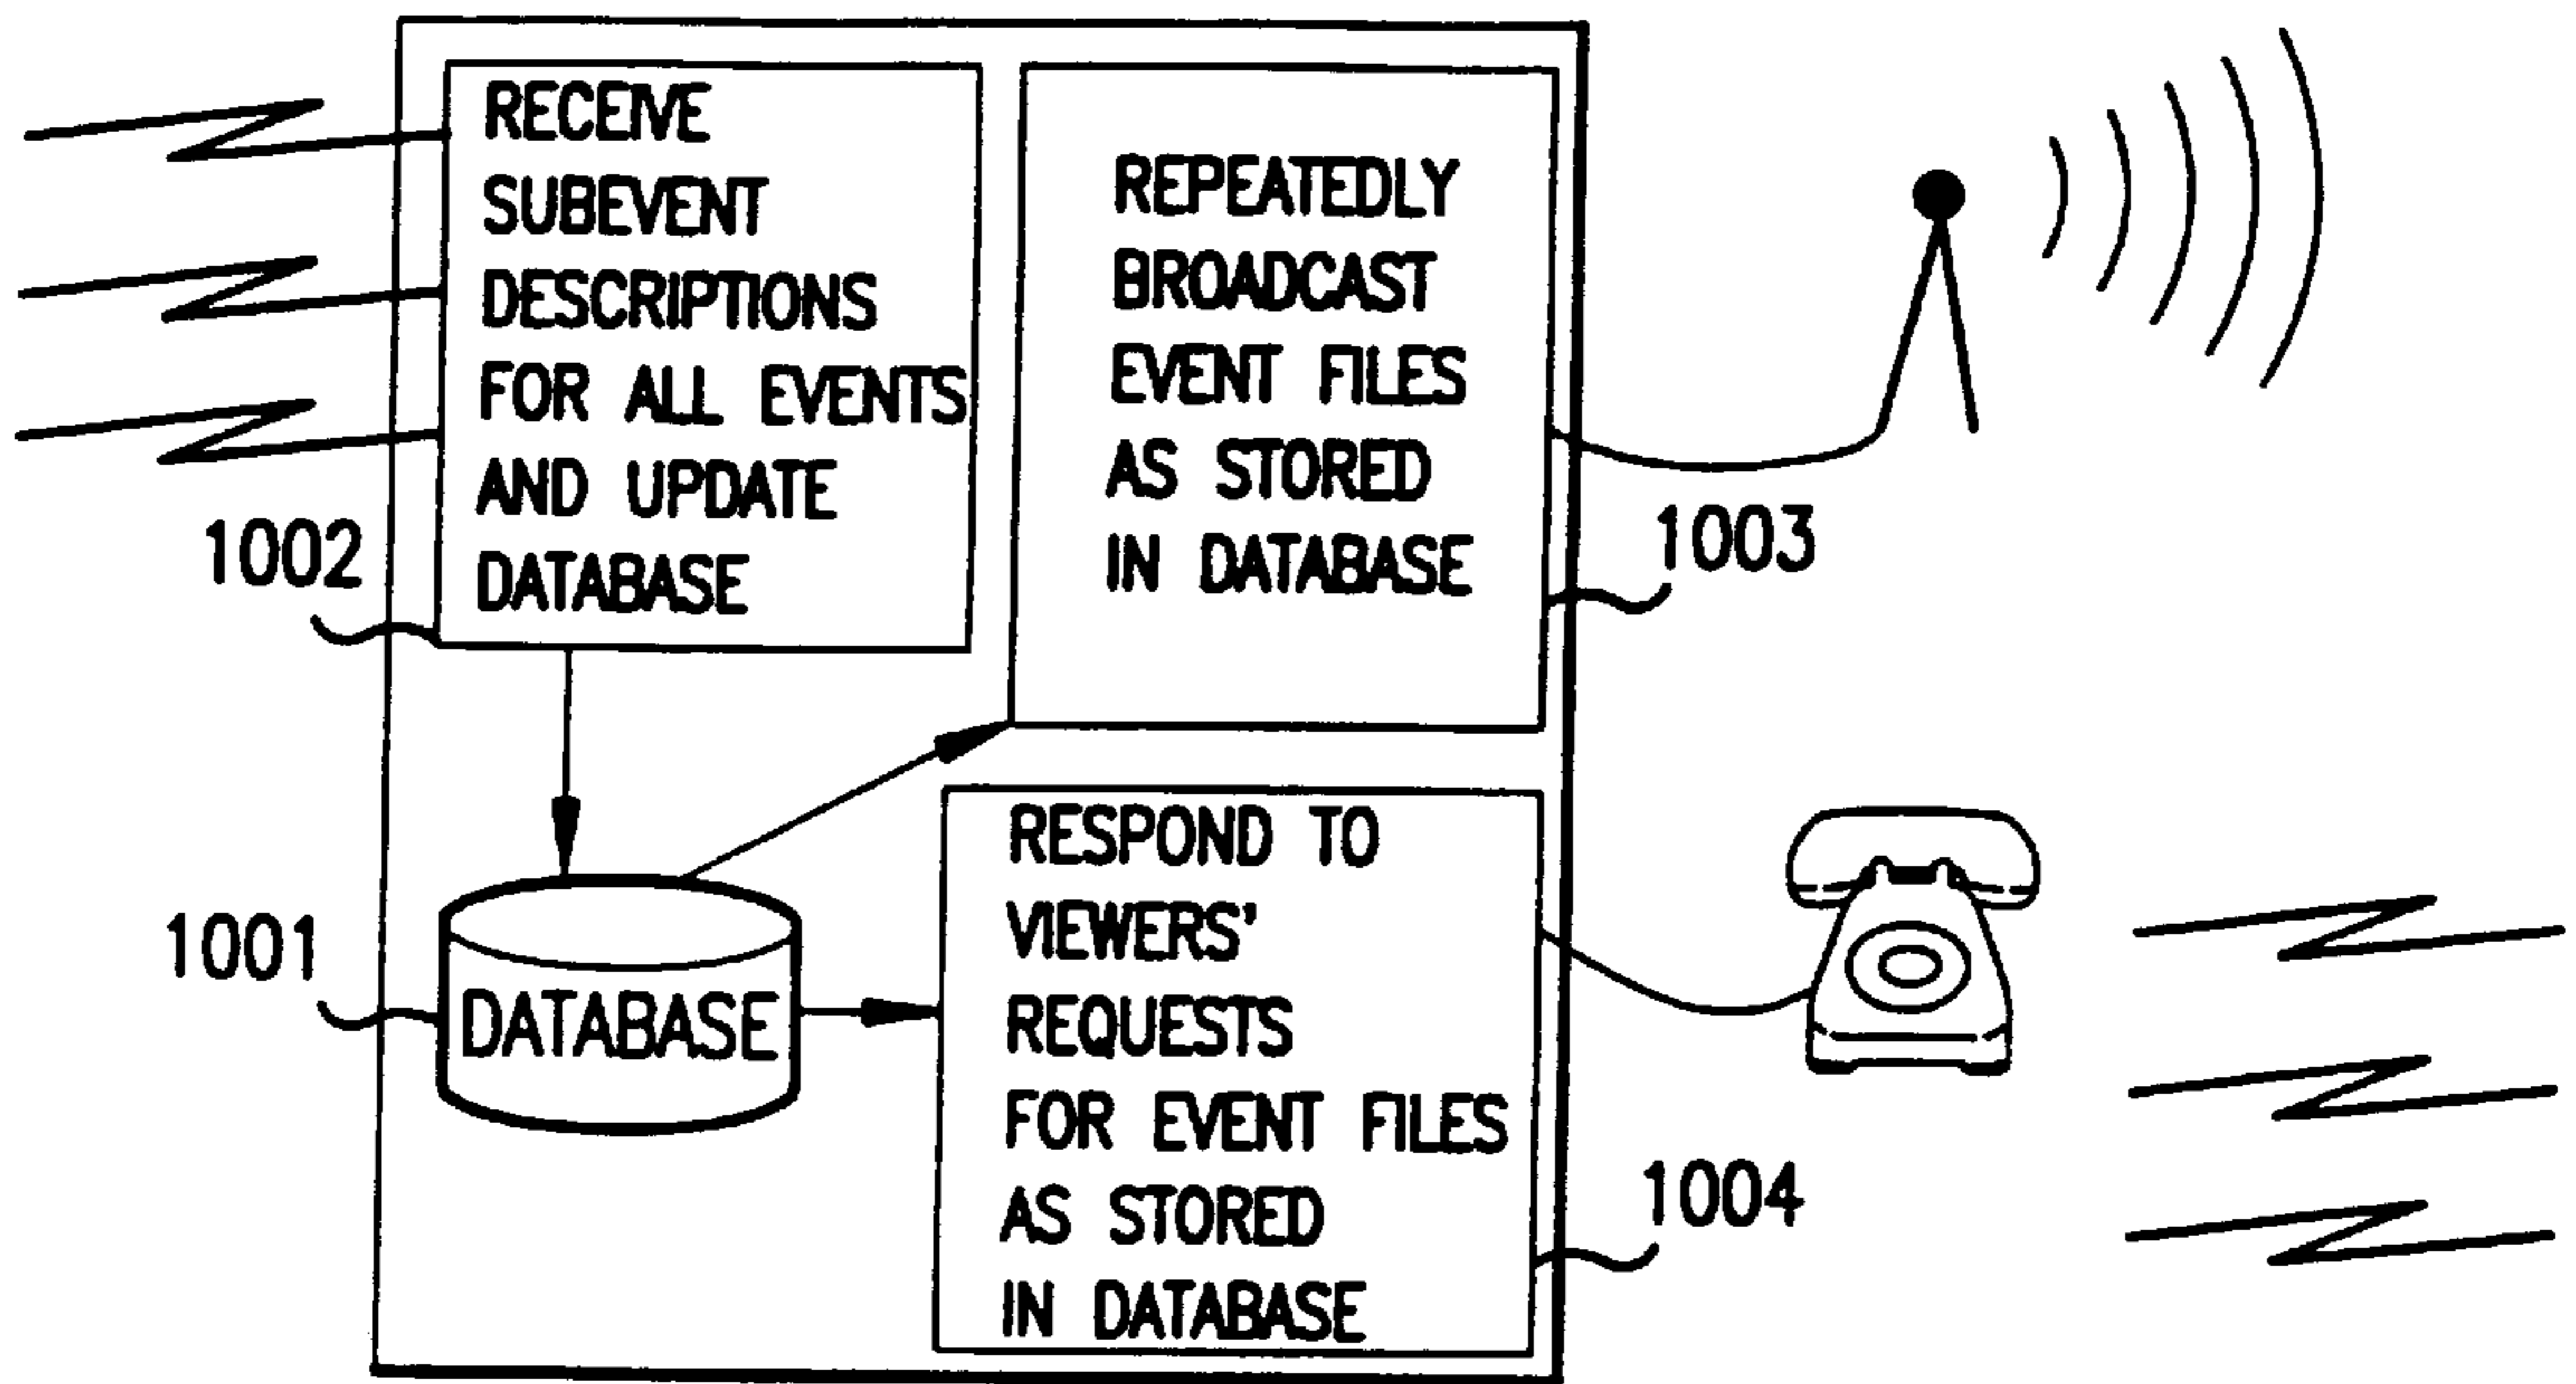 RECEIVE
SUBEVENT
DESCRIPTIONS
FOR ALL EVENTS
AND UPDATE
DATABASE
1002
REPEATEDLY
BROADCAST
EVENT FILES
AS STORED
IN DATABASE
1003
1001
DATABASE
RESPOND TO
VIEWERS'
REQUESTS
FOR EVENT FILES
AS STORED
IN DATABASE
1004